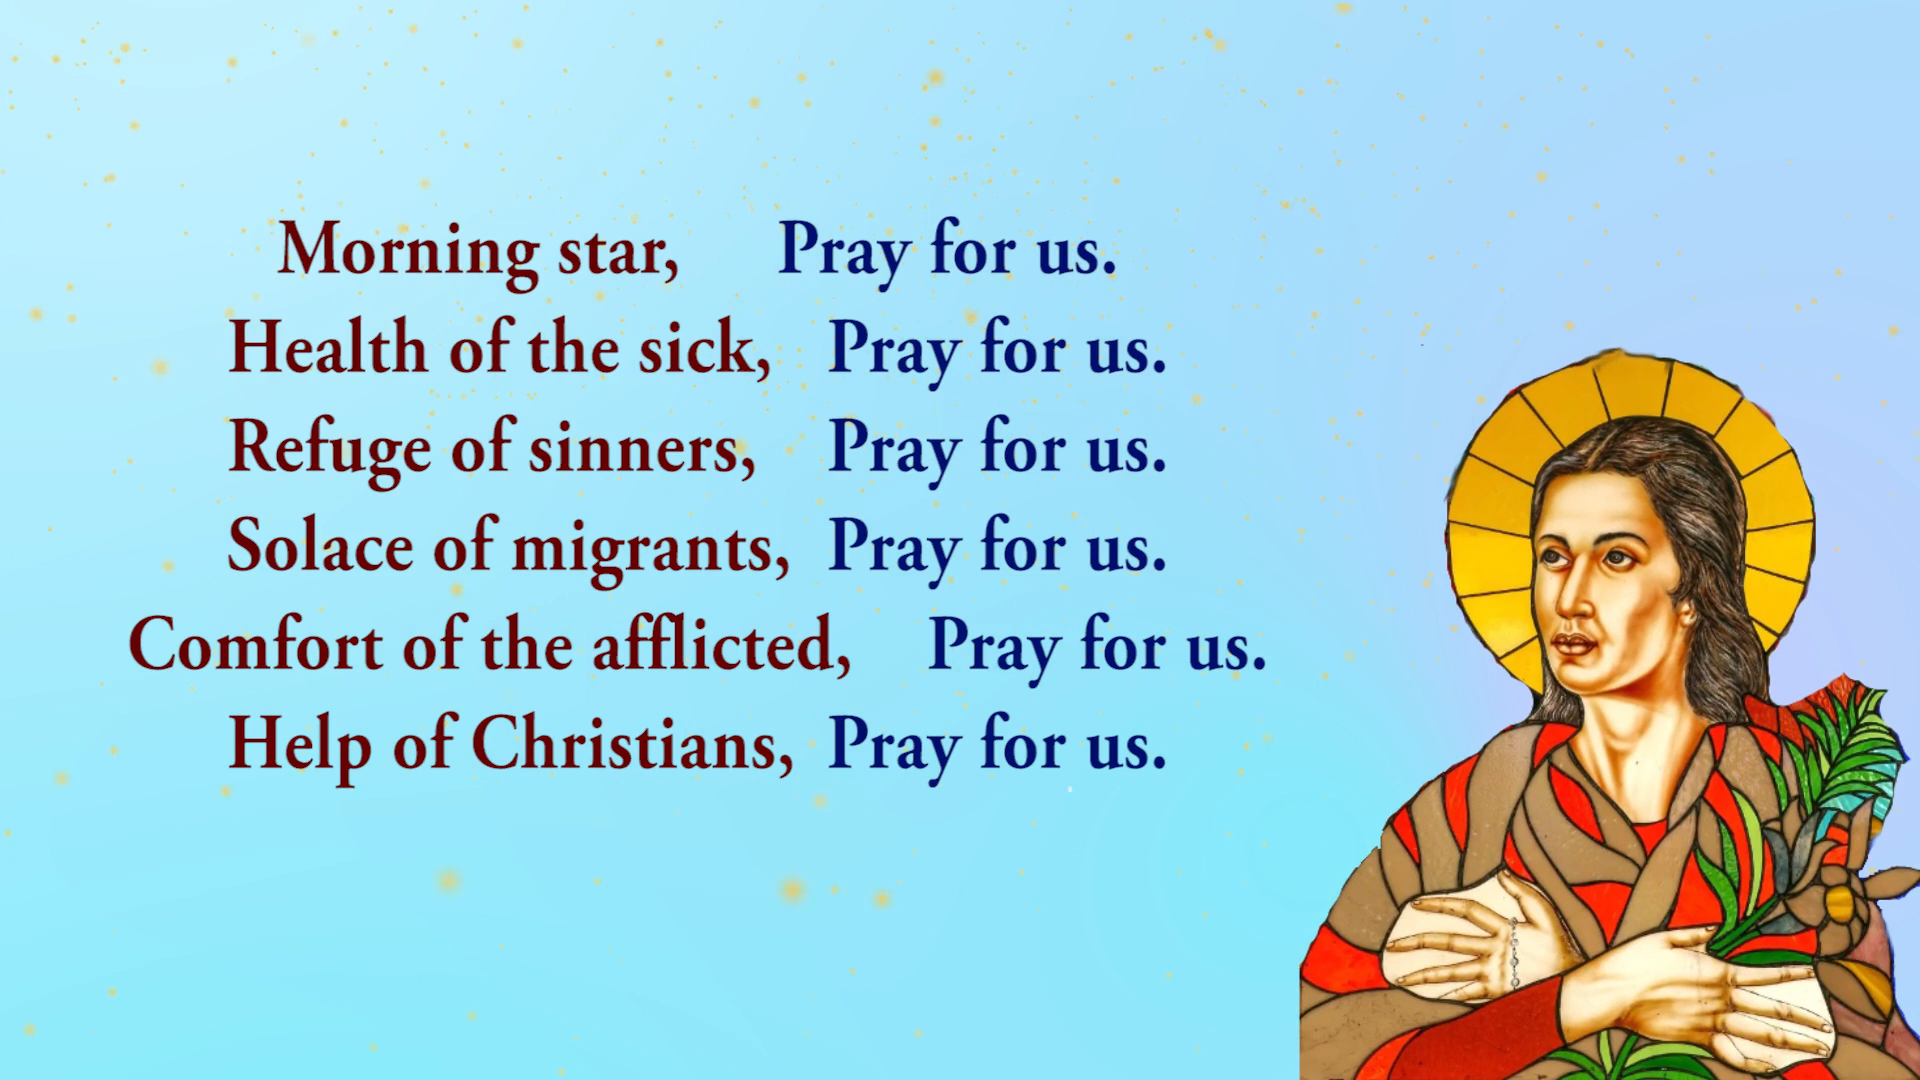 Morning star, Pray for us.
Health of the sick, Pray for us.
Refuge of sinners, Pray for us.
Solace of migrants, Pray for us.
Comfort of the afflicted, Pray for us.
Help of Christians, Pray for us.